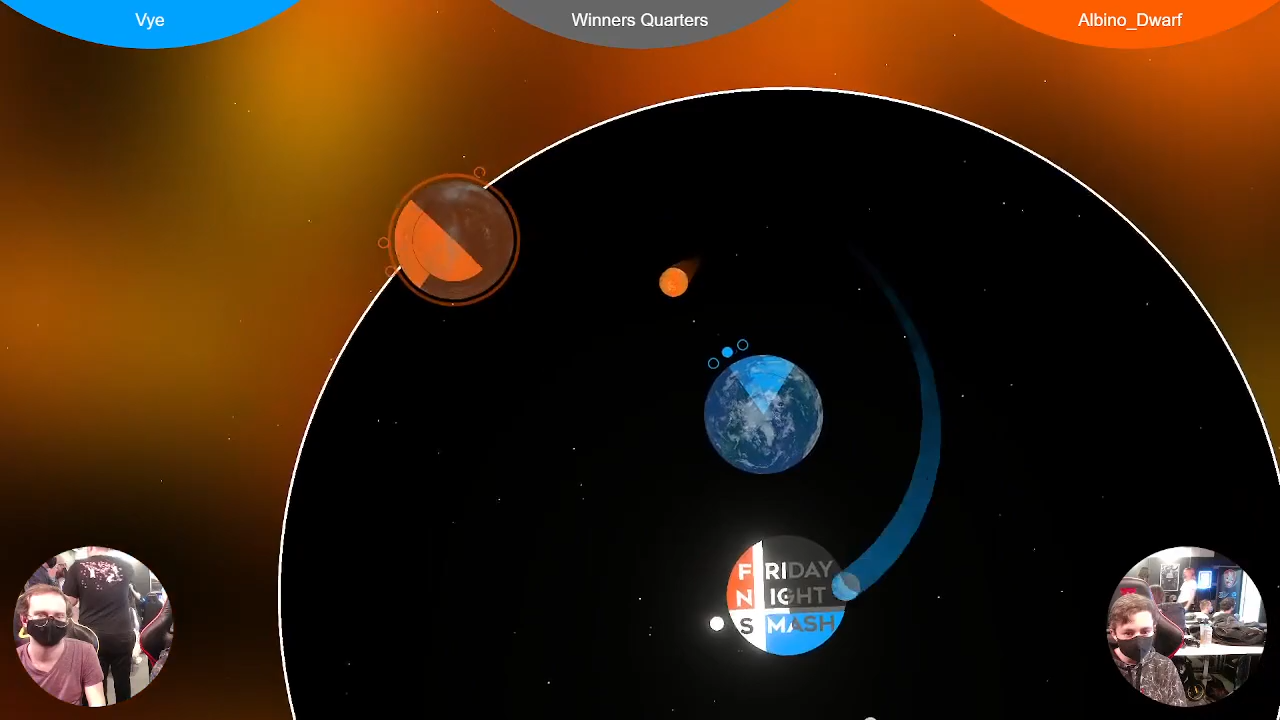 Vye
Winners Quarters
Albino_Dwarf
FRIDAY
NIGHT
SMASH